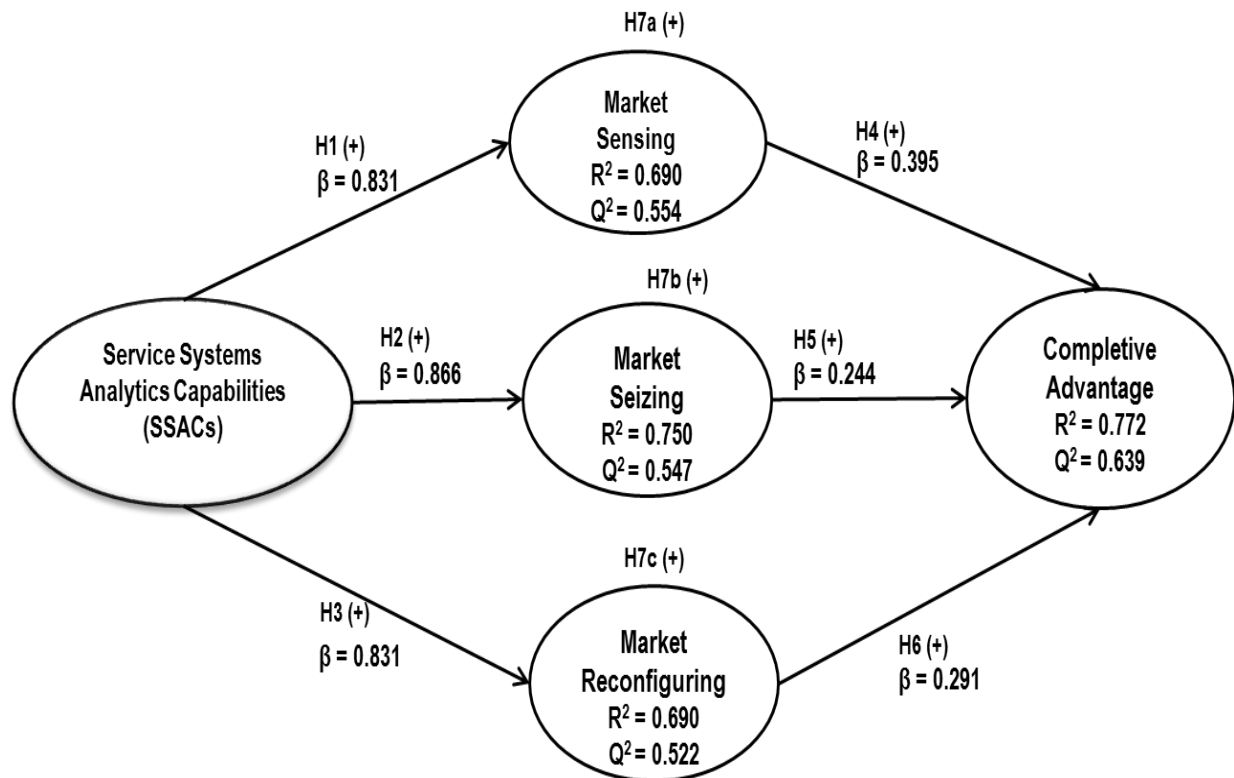 H7a (+)
Market
Sensing
R² = 0.690
Q² = 0.554
H1 (+)
β = 0.831
H4 (+)
β = 0.395
H7b (+)
Service Systems
Analytics Capabilities
(SSACs)
H2 (+)
β = 0.866
Market
Seizing
R² = 0.750
Q² = 0.547
H5 (+)
β = 0.244
Completive
Advantage
R² = 0.772
Q² = 0.639
H7c (+)
H3 (+)
β = 0.831
Market
Reconfiguring
R² = 0.690
Q² = 0.522
H6 (+)
β = 0.291